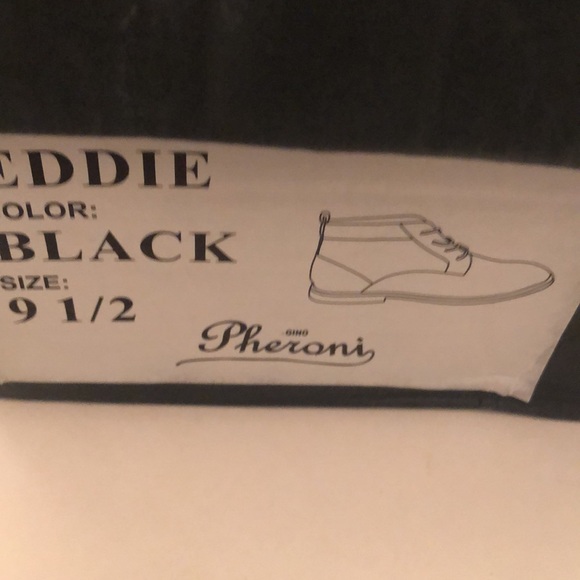 EDDIE
OLOR:
BLACK
SIZE:
9 1/2
GINO
Pheroni